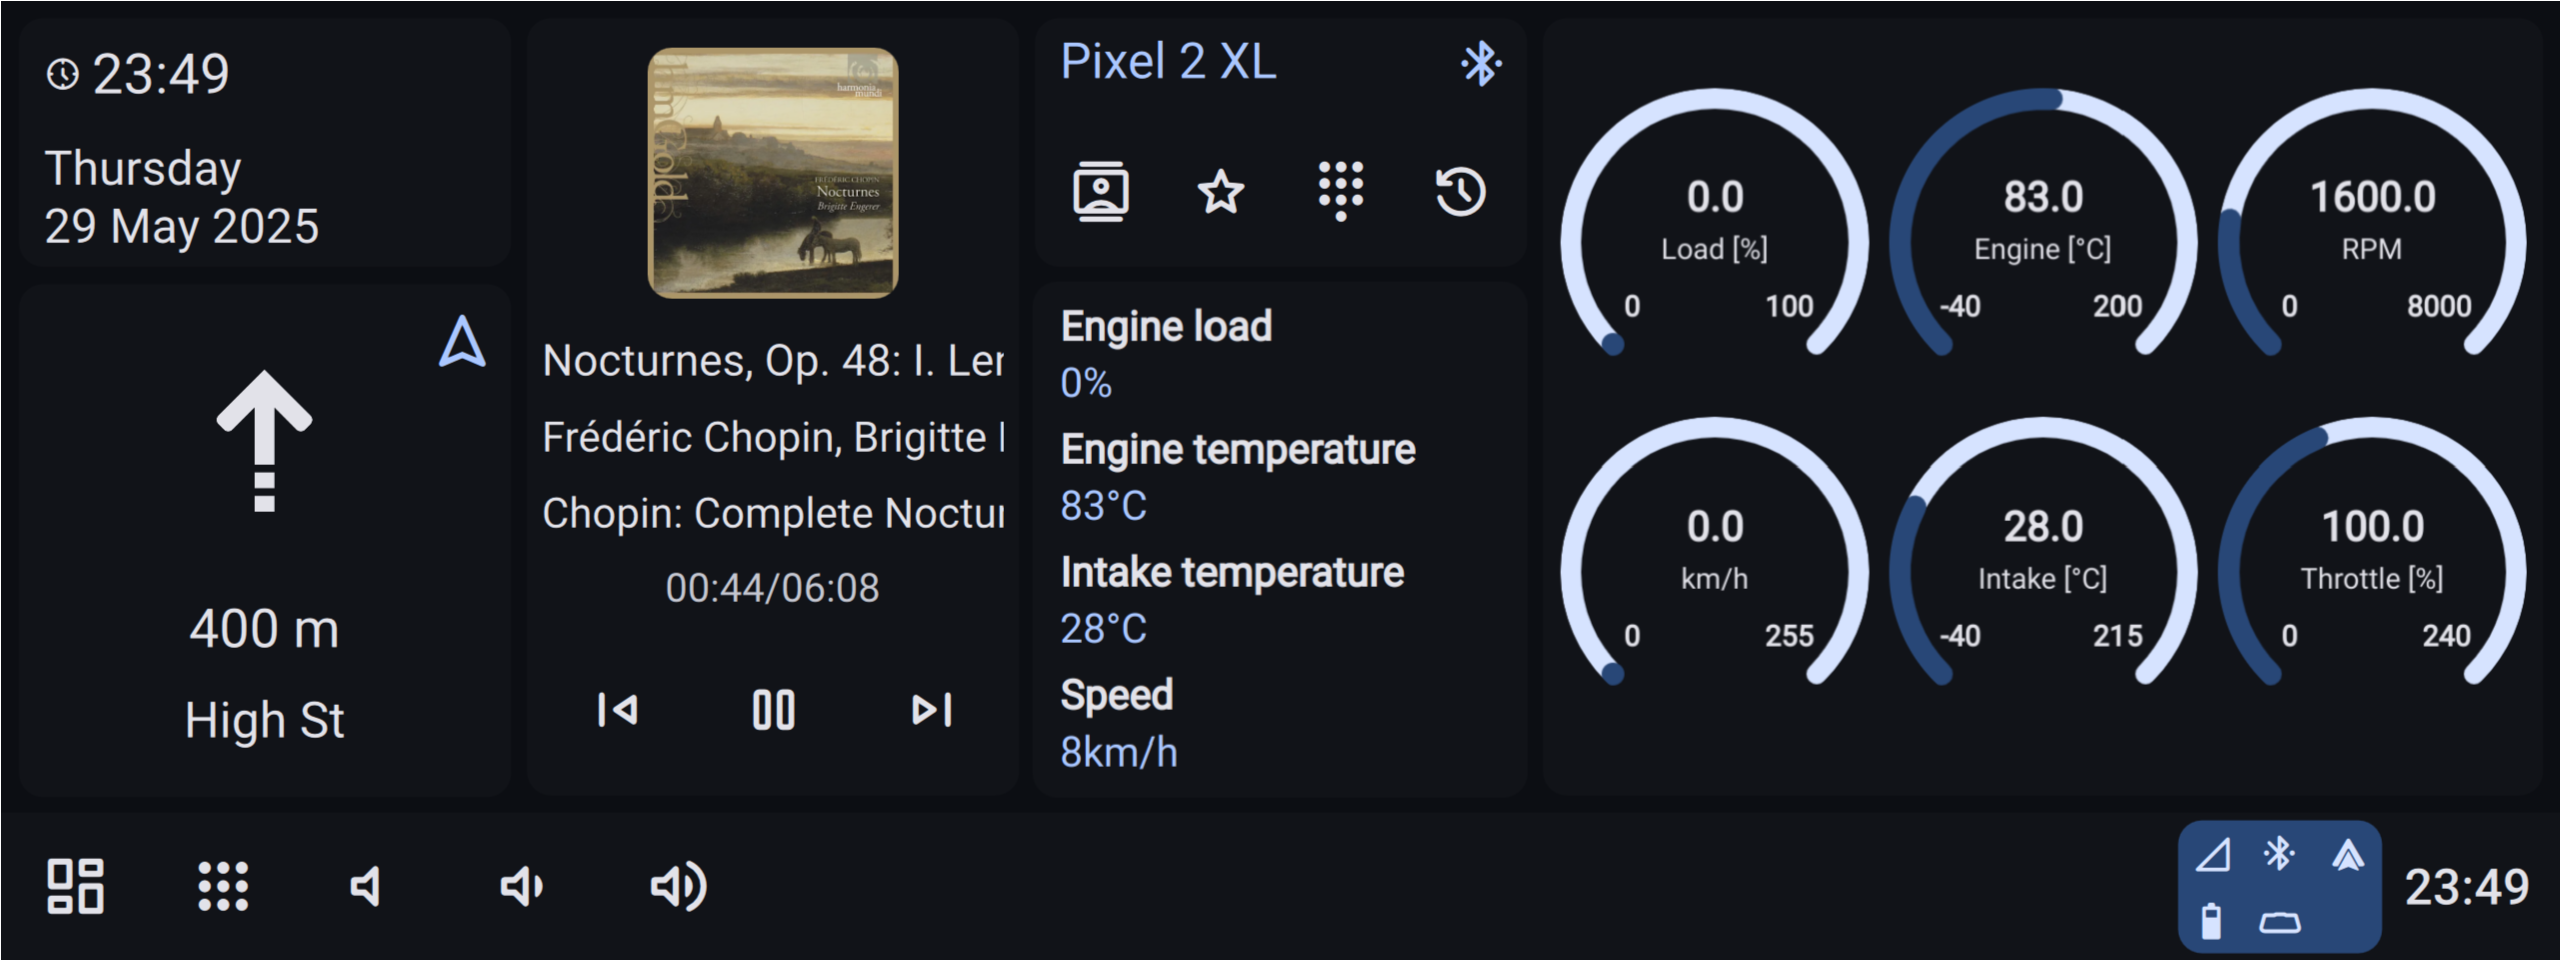 23:49
Thursday
29 May 2025
400 m
High St
harmonia
mundi
FRÉDÉRIC CHOPIN
Nocturnes
Brigitte Engerer
Nocturnes, Op. 48: I. Ler
Frédéric Chopin, Brigitte
Chopin: Complete Noctur
00:44/06:08
Pixel 2 XL
Engine load
0%
Engine temperature
83°C
Intake temperature
28°C
Speed
8km/h
0.0
Load [%]
0 100
83.0
Engine [°C]
-40 200
1600.0
RPM
0 8000
0.0
km/h
0 255
28.0
Intake [°C]
-40 215
100.0
Throttle [%]
0 240
23:49